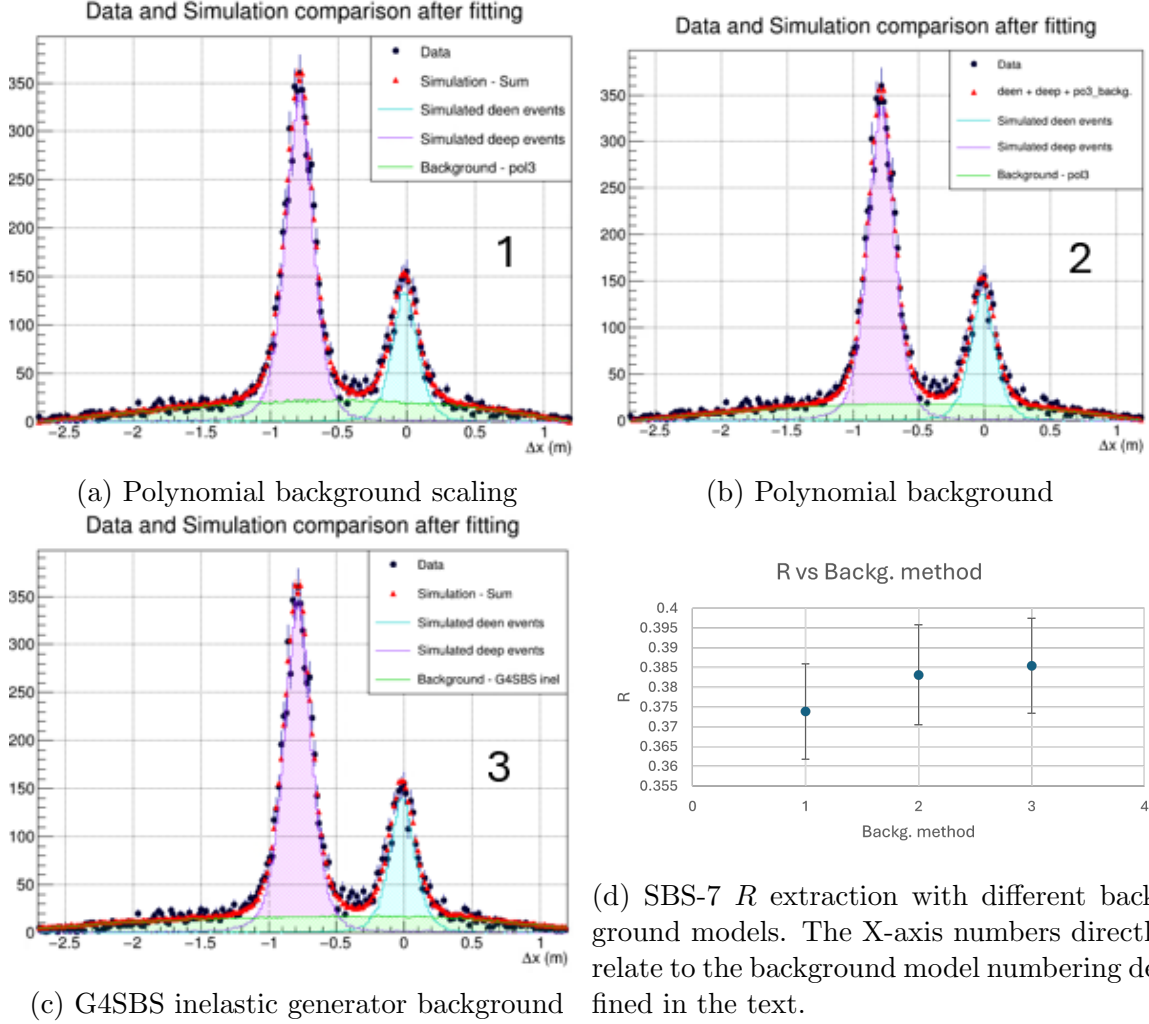 Data and Simulation comparison after fitting
Data
Simulation - Sum
Simulated deen events
Simulated deep events
Background - pol3
350
300
250
200
150
100
50
0
1
−2.5 −2 −1.5 −1 −0.5 0 0.5 1
Δx (m)
(a) Polynomial background scaling
Data and Simulation comparison after fitting
Data
deen + deep + po3_backg.
Simulated deen events
Simulated deep events
Background - pol3
350
300
250
200
150
100
50
0
2
−2.5 −2 −1.5 −1 −0.5 0 0.5 1
Δx (m)
(b) Polynomial background
Data and Simulation comparison after fitting
Data
Simulation - Sum
Simulated deen events
Simulated deep events
Background - G4SBS inel
350
300
250
200
150
100
50
0
3
−2.5 −2 −1.5 −1 −0.5 0 0.5 1
Δx (m)
(c) G4SBS inelastic generator background
R vs Backg. method
0.4
0.395
0.39
0.385
0.38
0.375
0.37
0.365
0.36
0.355
R
0 1 2 3 4
Backg. method
(d) SBS-7 R extraction with different back
ground models. The X-axis numbers directl
relate to the background model numbering de
fined in the text.